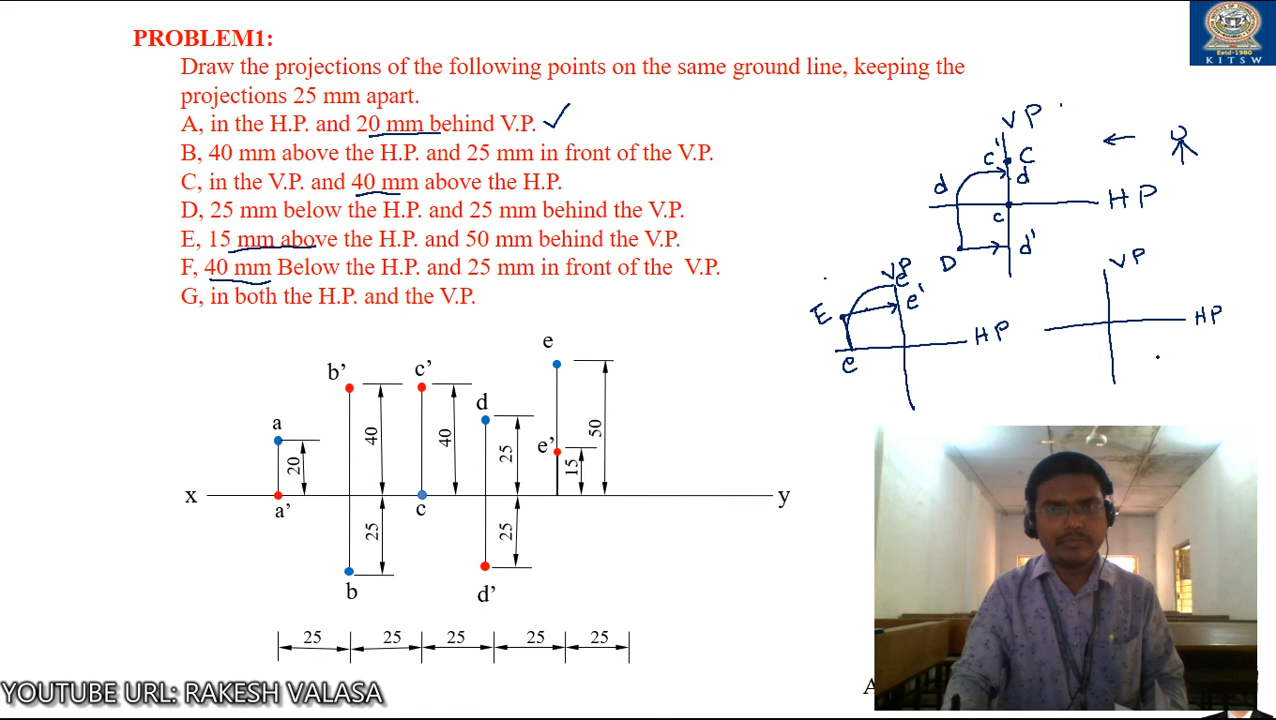 PROBLEM1:
Draw the projections of the following points on the same ground line, keeping the
projections 25 mm apart.
A, in the H.P. and 20 mm behind V.P.
B, 40 mm above the H.P. and 25 mm in front of the V.P.
C, in the V.P. and 40 mm above the H.P.
D, 25 mm below the H.P. and 25 mm behind the V.P.
E, 15 mm above the H.P. and 50 mm behind the V.P.
F, 40 mm Below the H.P. and 25 mm in front of the V.P.
G, in both the H.P. and the V.P.
KITSW
Estd-1980
VP
c' C
d d
HP
c
D d'
VP
e
E e'
HP
e
VP
HP
e
b' c'
d
a
40 40 25 50
e'
20 15
x y
a' c
25 25
b d'
25 25 25 25 25
YOUTUBE URL: RAKESH VALASA